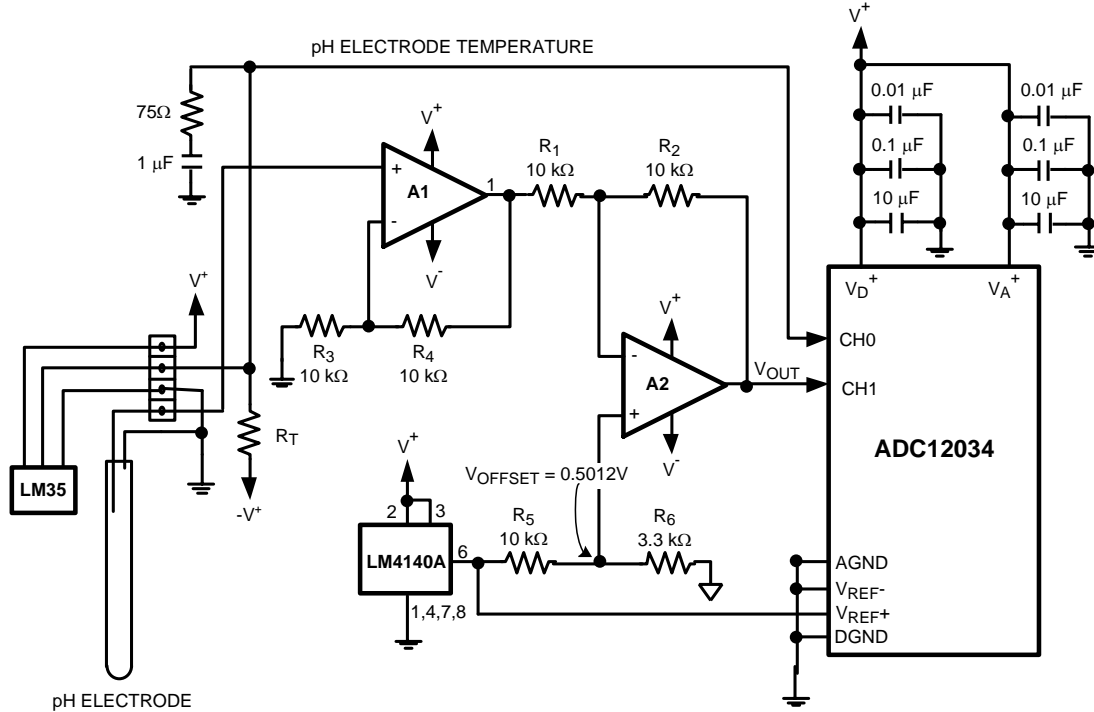 V+
pH ELECTRODE TEMPERATURE
75Ω
1 µF
0.01 µF
0.1 µF
10 µF
0.01 µF
0.1 µF
10 µF
V+
+
A1
-
1
V-
R1
10 kΩ
R2
10 kΩ
VD+
VA+
V+
R3
10 kΩ
R4
10 kΩ
V+
-
A2
+
V-
VOUT
CH0
CH1
ADC12034
RT
LM35
-V+
V+
VOFFSET = 0.5012V
2
3
LM4140A
6
1,4,7,8
R5
10 kΩ
R6
3.3 kΩ
AGND
VREF-
VREF+
DGND
pH ELECTRODE